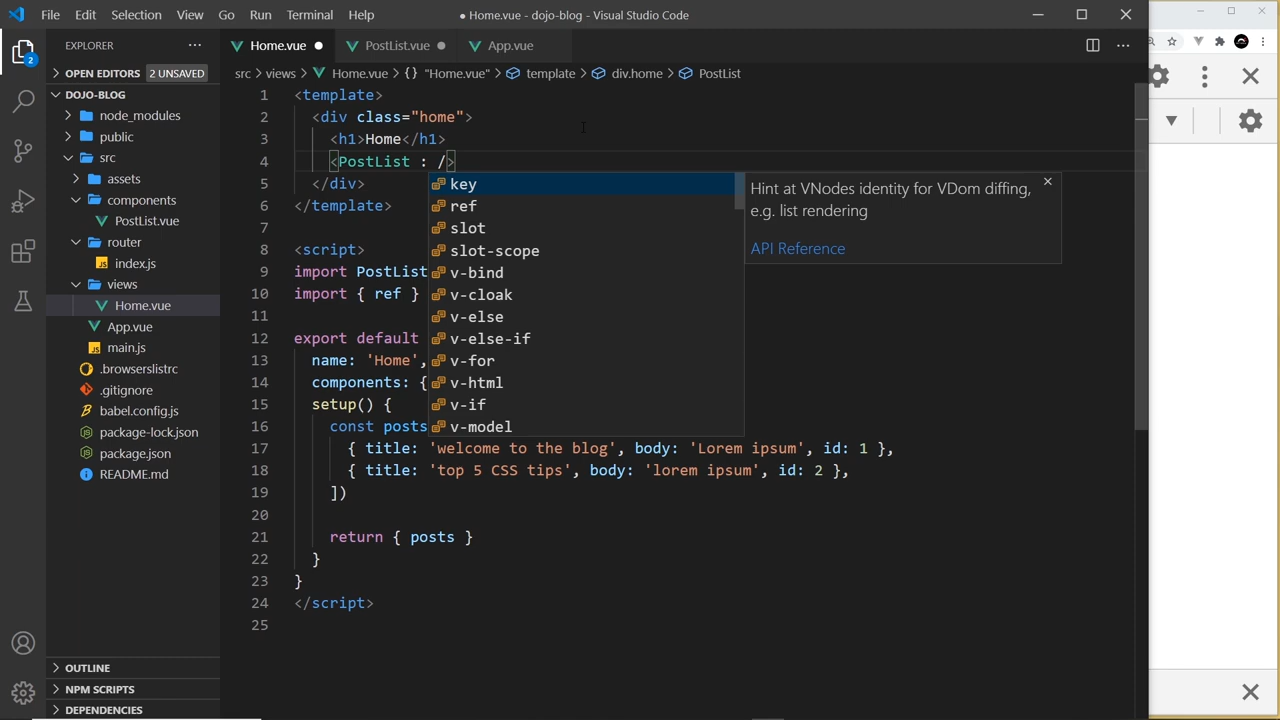 File Edit Selection View Go Run Terminal Help ● Home.vue - dojo-blog - Visual Studio Code
EXPLORER ···
Home.vue ● PostList.vue ● App.vue
2
OPEN EDITORS 2 UNSAVED
src > views > Home.vue > {} "Home.vue" > template > div.home > PostList
DOJO-BLOG
node_modules
public
src
assets
components
PostList.vue
router
index.js
views
Home.vue
App.vue
main.js
.browserslistrc
.gitignore
babel.config.js
package-lock.json
package.json
README.md
OUTLINE
NPM SCRIPTS
DEPENDENCIES
1 <template>
2 <div class="home">
3 <h1>Home</h1>
4 <PostList : />
5 </div>
6 </template>
7
8 <script>
9 import PostList
10 import { ref }
11
12 export default
13 name: 'Home',
14 components: {
15 setup() {
16 const posts
17 { title: 'welcome to the blog', body: 'Lorem ipsum', id: 1 },
18 { title: 'top 5 CSS tips', body: 'lorem ipsum', id: 2 },
19 ])
20
21 return { posts }
22 }
23 }
24 </script>
25
key
ref
slot
slot-scope
v-bind
v-cloak
v-else
v-else-if
v-for
v-html
v-if
v-model
Hint at VNodes identity for VDom diffing,
e.g. list rendering
API Reference